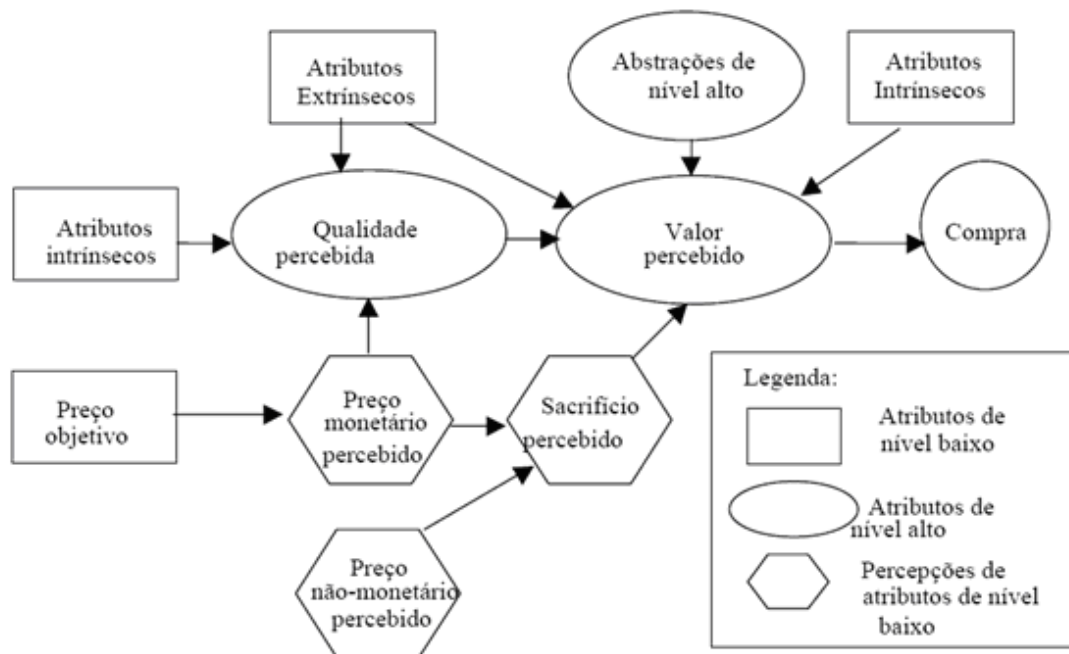 Atributos
Extrínsecos
Abstrações de
nível alto
Atributos
Intrínsecos
Atributos
intrínsecos
Qualidade
percebida
Valor
percebido
Compra
Preço
objetivo
Preço
monetário
percebido
Sacrifício
percebido
Preço
não-monetário
percebido
Legenda:
Atributos de
nível baixo
Atributos de
nível alto
Percepções de
atributos de nível
baixo